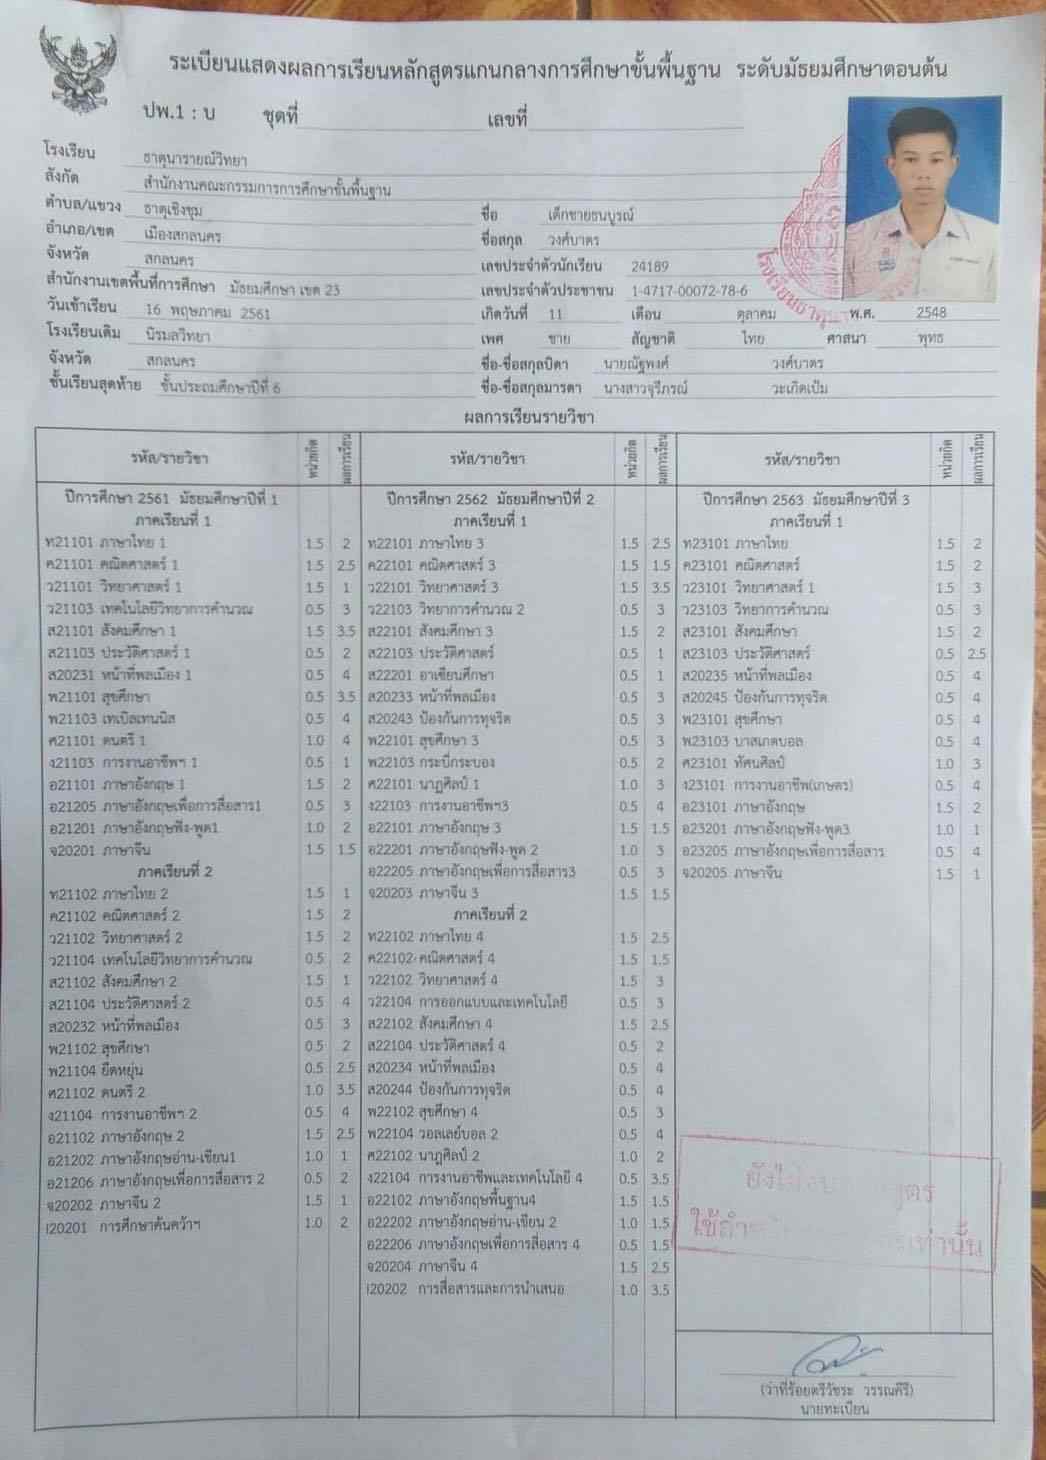 ระเบียนแสดงผลการเรียนหลักสูตรแกนกลางการศึกษาขั้นพื้นฐาน ระดับมัธยมศึกษาตอนต้น
ปพ.1 : บ ชุดที่ เลขที่
โรงเรียน ธาตุนารายณ์วิทยา
สังกัด สำนักงานคณะกรรมการการศึกษาขั้นพื้นฐาน
ตำบล/แขวง ธาตุเชิงชุม
อำเภอ/เขต เมืองสกลนคร
จังหวัด สกลนคร
สำนักงานเขตพื้นที่การศึกษา มัธยมศึกษา เขต 23
วันเข้าเรียน 16 พฤษภาคม 2561
โรงเรียนเดิม นิรมลวิทยา
จังหวัด สกลนคร
ชั้นเรียนสุดท้าย ชั้นประถมศึกษาปีที่ 6
ชื่อ เด็กชายธนบูรณ์
ชื่อสกุล วงศ์บาตร
เลขประจำตัวนักเรียน 24189
เลขประจำตัวประชาชน 1-4717-00072-78-6
เกิดวันที่ 11 เดือน ตุลาคม พ.ศ. 2548
เพศ ชาย สัญชาติ ไทย ศาสนา พุทธ
ชื่อ-ชื่อสกุลบิดา นายณัฐพงศ์ วงศ์บาตร
ชื่อ-ชื่อสกุลมารดา นางสาวจุรีภรณ์ วะเกิดเป้ม
ผลการเรียนรายวิชา
รหัส/รายวิชา หน่วยกิต ผลการเรียน
ปีการศึกษา 2561 มัธยมศึกษาปีที่ 1
ภาคเรียนที่ 1
ท21101 ภาษาไทย 1 1.5 2
ค21101 คณิตศาสตร์ 1 1.5 2.5
ว21101 วิทยาศาสตร์ 1 1.5 1
ว21103 เทคโนโลยีวิทยาการคำนวณ 0.5 3
ส21101 สังคมศึกษา 1 1.5 3.5
ส21103 ประวัติศาสตร์ 1 0.5 2
ส20231 หน้าที่พลเมือง 1 0.5 4
พ21101 สุขศึกษา 0.5 3.5
พ21103 เทเบิลเทนนิส 0.5 4
ศ21101 ดนตรี 1 1.0 4
ง21103 การงานอาชีพฯ 1 0.5 1
อ21101 ภาษาอังกฤษ 1 1.5 2
อ21205 ภาษาอังกฤษเพื่อการสื่อสาร1 0.5 3
อ21201 ภาษาอังกฤษฟัง-พูด1 1.0 2
จ20201 ภาษาจีน 1.5 1.5
ภาคเรียนที่ 2
ท21102 ภาษาไทย 2 1.5 1
ค21102 คณิตศาสตร์ 2 1.5 2
ว21102 วิทยาศาสตร์ 2 1.5 2
ว21104 เทคโนโลยีวิทยาการคำนวณ 0.5 2
ส21102 สังคมศึกษา 2 1.5 1
ส21104 ประวัติศาสตร์ 2 0.5 4
ส20232 หน้าที่พลเมือง 0.5 3
พ21102 สุขศึกษา 0.5 2
พ21104 ยืดหยุ่น 0.5 2.5
ศ21102 ดนตรี 2 1.0 3.5
ง21104 การงานอาชีพฯ 2 0.5 4
อ21102 ภาษาอังกฤษ 2 1.5 2.5
อ21202 ภาษาอังกฤษอ่าน-เขียน1 1.0 1
อ21206 ภาษาอังกฤษเพื่อการสื่อสาร 2 0.5 2
จ20202 ภาษาจีน 2 1.5 1
I20201 การศึกษาค้นคว้าฯ 1.0 2
รหัส/รายวิชา หน่วยกิต ผลการเรียน
ปีการศึกษา 2562 มัธยมศึกษาปีที่ 2
ภาคเรียนที่ 1
ท22101 ภาษาไทย 3 1.5 2.5
ค22101 คณิตศาสตร์ 3 1.5 1.5
ว22101 วิทยาศาสตร์ 3 1.5 3.5
ว22103 วิทยาการคำนวณ 2 0.5 3
ส22101 สังคมศึกษา 3 1.5 2
ส22103 ประวัติศาสตร์ 0.5 1
ส22201 อาเซียนศึกษา 0.5 1
ส20233 หน้าที่พลเมือง 0.5 3
ส20243 ป้องกันการทุจริต 0.5 3
พ22101 สุขศึกษา 3 0.5 3
พ22103 กระบี่กระบอง 0.5 2
ศ22101 นาฏศิลป์ 1 1.0 3
ง22103 การงานอาชีพฯ3 0.5 4
อ22101 ภาษาอังกฤษ 3 1.5 1.5
อ22201 ภาษาอังกฤษฟัง-พูด 2 1.0 3
อ22205 ภาษาอังกฤษเพื่อการสื่อสาร3 0.5 3
จ20203 ภาษาจีน 3 1.5 1.5
ภาคเรียนที่ 2
ท22102 ภาษาไทย 4 1.5 2.5
ค22102 คณิตศาสตร์ 4 1.5 1.5
ว22102 วิทยาศาสตร์ 4 1.5 3
ว22104 การออกแบบและเทคโนโลยี 0.5 3
ส22102 สังคมศึกษา 4 1.5 2.5
ส22104 ประวัติศาสตร์ 4 0.5 2
ส20234 หน้าที่พลเมือง 0.5 4
ส20244 ป้องกันการทุจริต 0.5 4
พ22102 สุขศึกษา 4 0.5 3
พ22104 วอลเลย์บอล 2 0.5 4
ศ22102 นาฏศิลป์ 2 1.0 2
ง22104 การงานอาชีพและเทคโนโลยี 4 0.5 3.5
อ22102 ภาษาอังกฤษพื้นฐาน4 1.5 1.5
อ22202 ภาษาอังกฤษอ่าน-เขียน 2 1.0 1.5
อ22206 ภาษาอังกฤษเพื่อการสื่อสาร 4 0.5 1.5
จ20204 ภาษาจีน 4 1.5 2.5
I20202 การสื่อสารและการนำเสนอ 1.0 3.5
รหัส/รายวิชา หน่วยกิต ผลการเรียน
ปีการศึกษา 2563 มัธยมศึกษาปีที่ 3
ภาคเรียนที่ 1
ท23101 ภาษาไทย 1.5 2
ค23101 คณิตศาสตร์ 1.5 2
ว23101 วิทยาศาสตร์ 1 1.5 3
ว23103 วิทยาการคำนวณ 0.5 3
ส23101 สังคมศึกษา 1.5 2
ส23103 ประวัติศาสตร์ 0.5 2.5
ส20235 หน้าที่พลเมือง 0.5 4
ส20245 ป้องกันการทุจริต 0.5 4
พ23101 สุขศึกษา 0.5 4
พ23103 บาสเกตบอล 0.5 4
ศ23101 ทัศนศิลป์ 1.0 3
ง23101 การงานอาชีพ(เกษตร) 0.5 4
อ23101 ภาษาอังกฤษ 1.5 2
อ23201 ภาษาอังกฤษฟัง-พูด3 1.0 1
อ23205 ภาษาอังกฤษเพื่อการสื่อสาร 0.5 4
จ20205 ภาษาจีน 1.5 1
เท่านั้น
(ว่าที่ร้อยตรีวัชระ วรรณคีรี)
นายทะเบียน